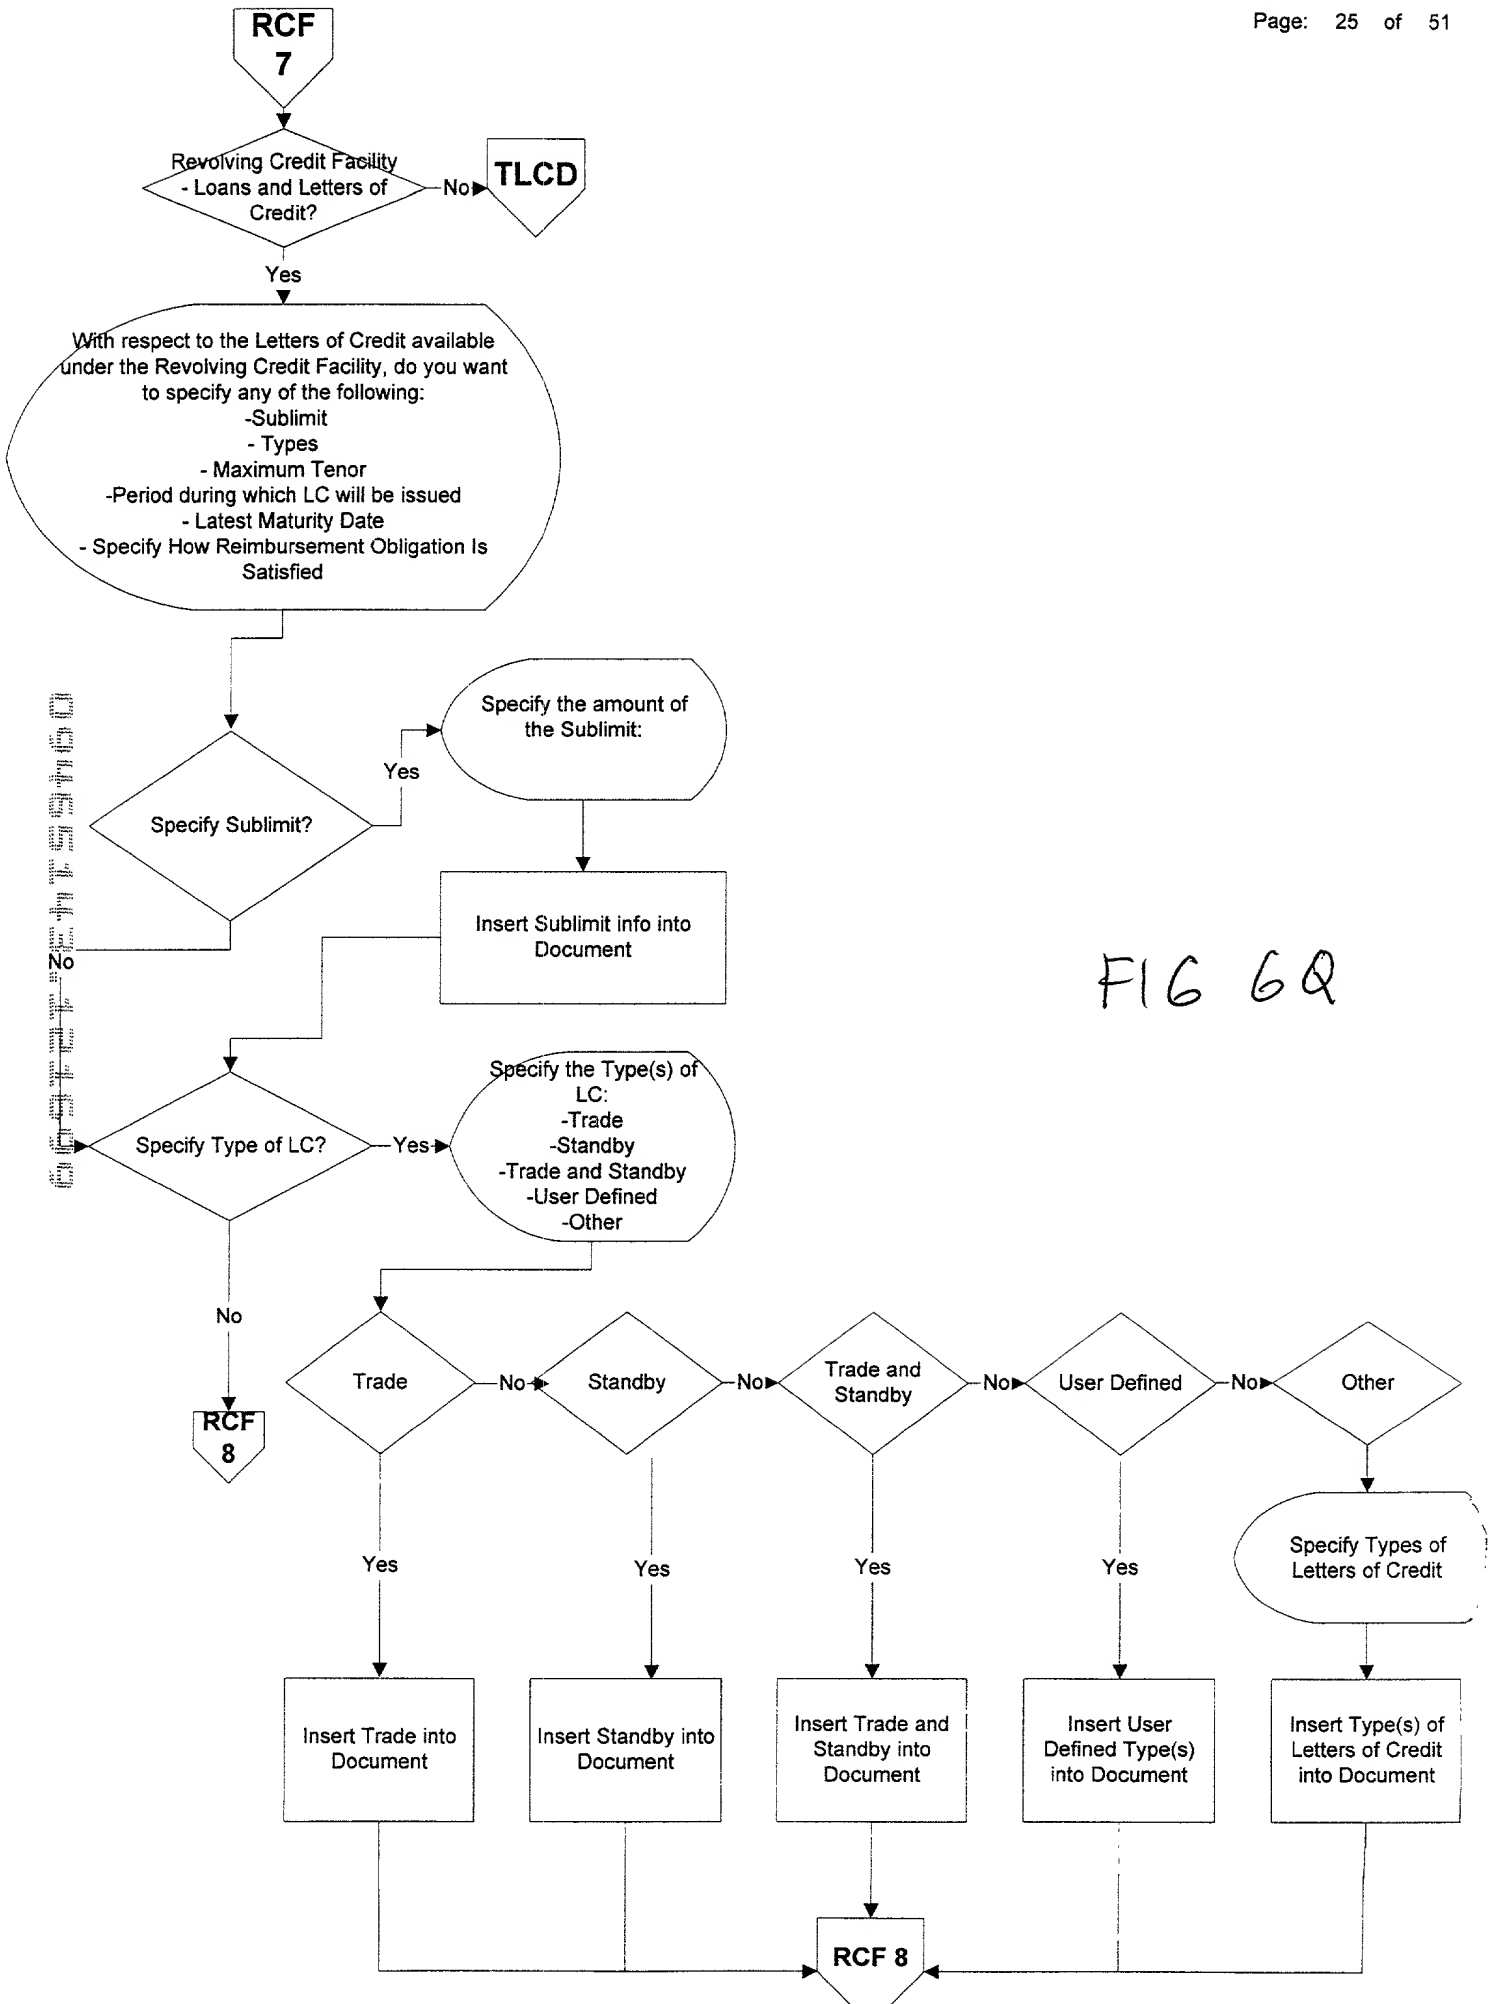 Page: 25 of 51
RCF
7
Revolving Credit Facility
- Loans and Letters of
Credit?
No
TLCD
Yes
With respect to the Letters of Credit available
under the Revolving Credit Facility, do you want
to specify any of the following:
-Sublimit
- Types
- Maximum Tenor
-Period during which LC will be issued
- Latest Maturity Date
- Specify How Reimbursement Obligation Is
Satisfied
Specify the amount of
the Sublimit:
Yes
Specify Sublimit?
Insert Sublimit info into
Document
No
FIG 6Q
Specify the Type(s) of
LC:
-Trade
-Standby
-Trade and Standby
-User Defined
-Other
Specify Type of LC?
Yes
No
RCF
8
Trade
No
Standby
No
Trade and
Standby
No
User Defined
No
Other
Yes
Yes
Yes
Yes
Specify Types of
Letters of Credit
Insert Trade into
Document
Insert Standby into
Document
Insert Trade and
Standby into
Document
Insert User
Defined Type(s)
into Document
Insert Type(s) of
Letters of Credit
into Document
RCF 8